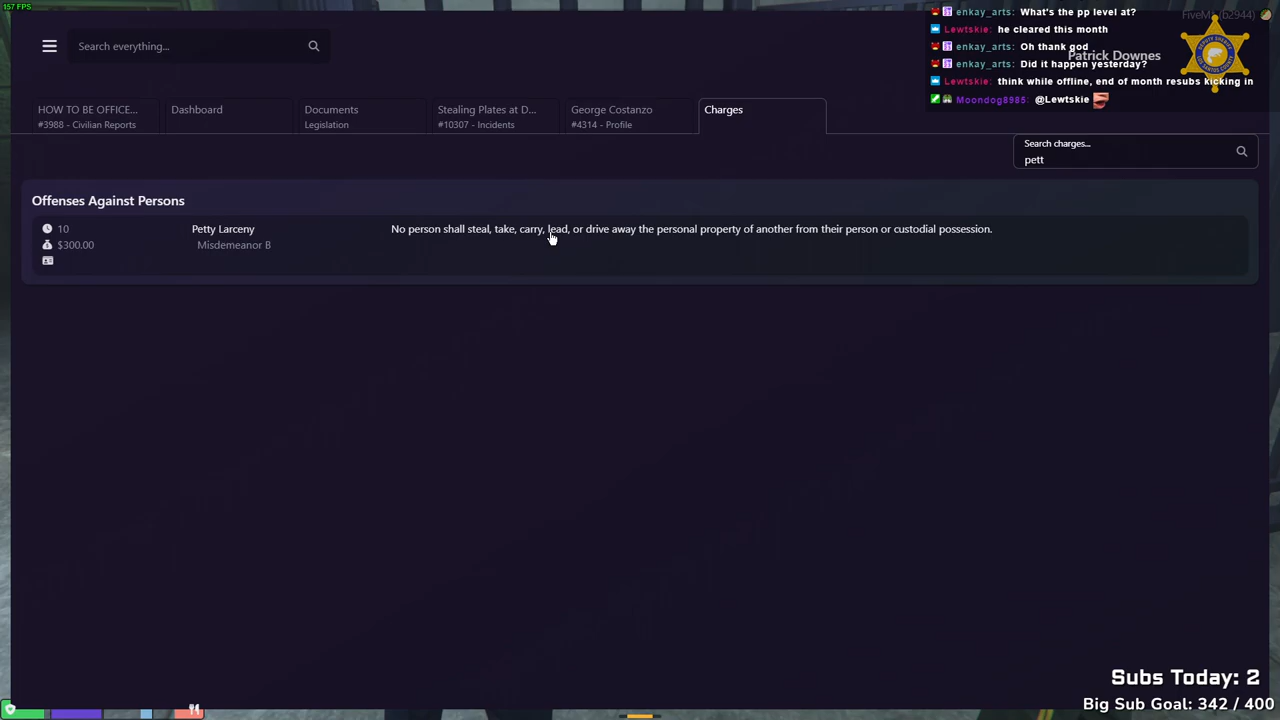 157 FPS
enkay_arts: What's the pp level at?
FiveM (b2944)
Lewtskie: he cleared this month
Search everything...
enkay_arts: Oh thank god
Patrick Downes
enkay_arts: Did it happen yesterday?
Lewtskie: think while offline, end of month resubs kicking in
Moondog8985: @Lewtskie
HOW TO BE OFFICE...
#3988 - Civilian Reports
Dashboard
Documents
Legislation
Stealing Plates at D...
#10307 - Incidents
George Costanzo
#4314 - Profile
Charges
Search charges...
pett
Offenses Against Persons
10
$300.00
Petty Larceny
Misdemeanor B
No person shall steal, take, carry, lead, or drive away the personal property of another from their person or custodial possession.
Subs Today: 2
Big Sub Goal: 342 / 400